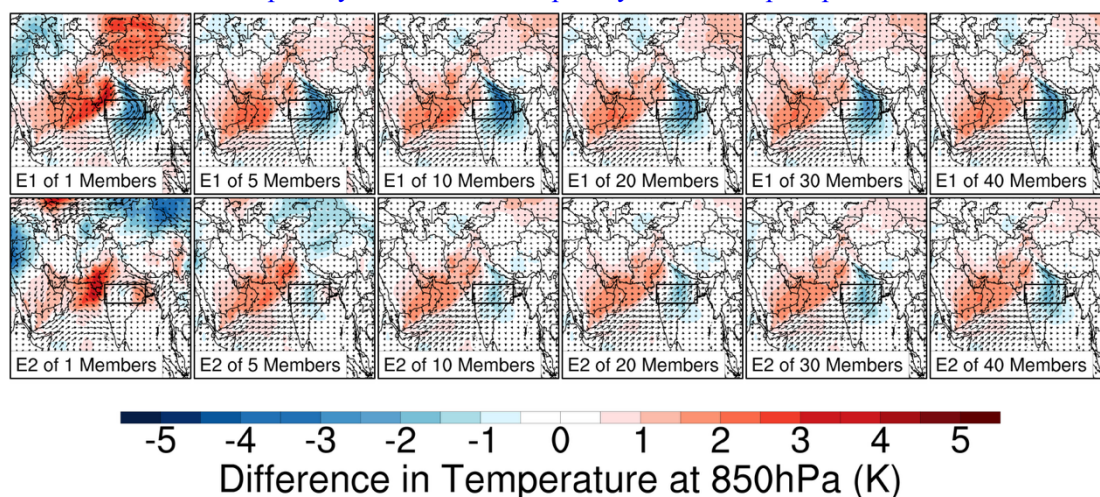 E1 of 1 Members E1 of 5 Members E1 of 10 Members E1 of 20 Members E1 of 30 Members E1 of 40 Members
E2 of 1 Members E2 of 5 Members E2 of 10 Members E2 of 20 Members E2 of 30 Members E2 of 40 Members
-5 -4 -3 -2 -1 0 1 2 3 4 5
Difference in Temperature at 850hPa (K)